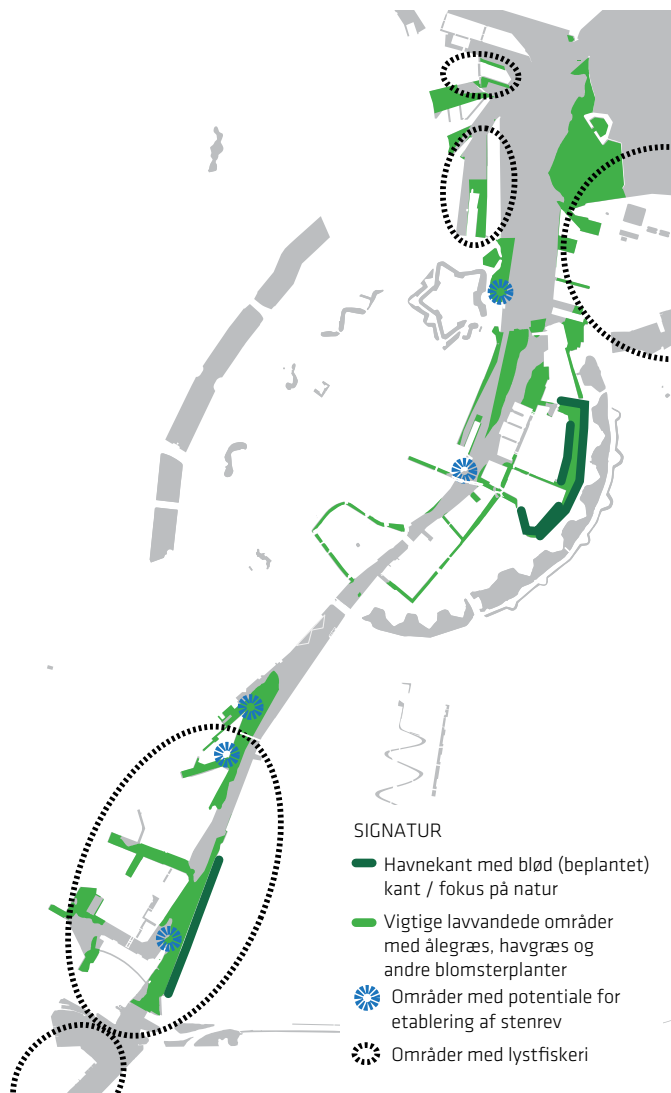 SIGNATUR
Havnekant med blød (beplantet)
kant / fokus på natur
Vigtige lavvandede områder
med ålegræs, havgræs og
andre blomsterplanter
Områder med potentiale for
etablering af stenrev
Områder med lystfiskeri